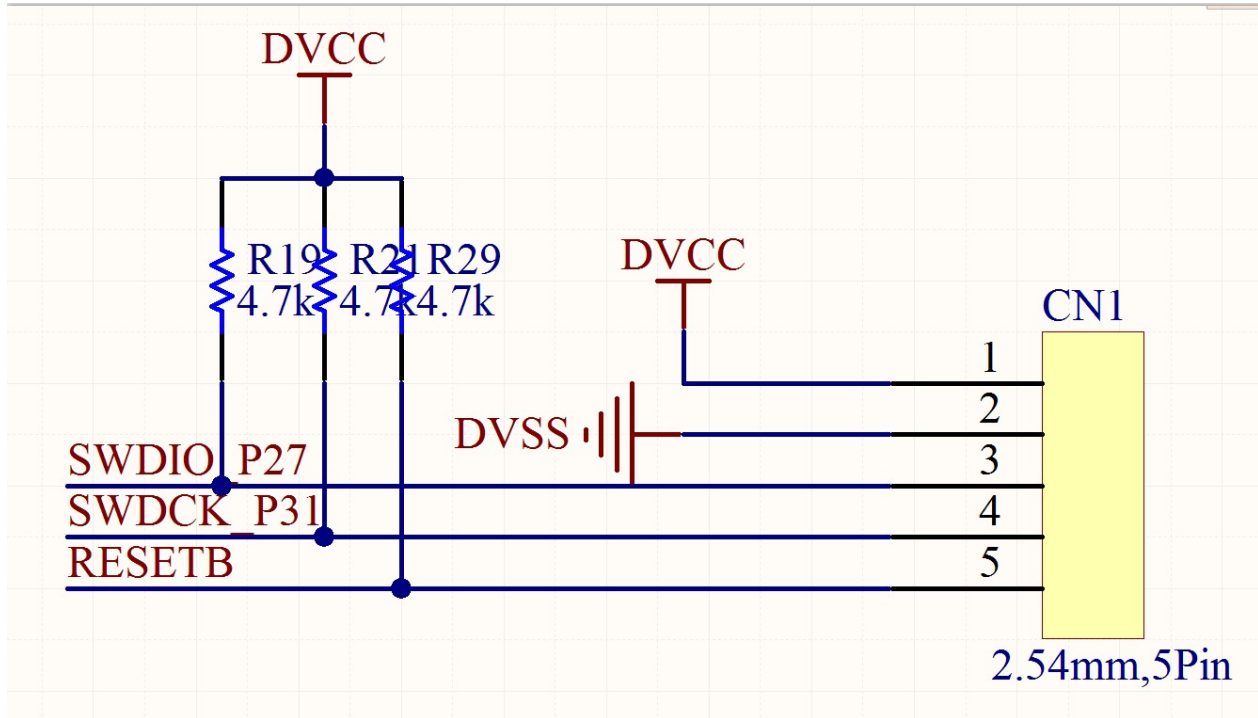 DVCC
R19 R21 R29
4.7k 4.7k 4.7k
DVCC
CN1
1
DVSS 2
SWDIO_P27 3
SWDCK_P31 4
RESETB 5
2.54mm,5Pin